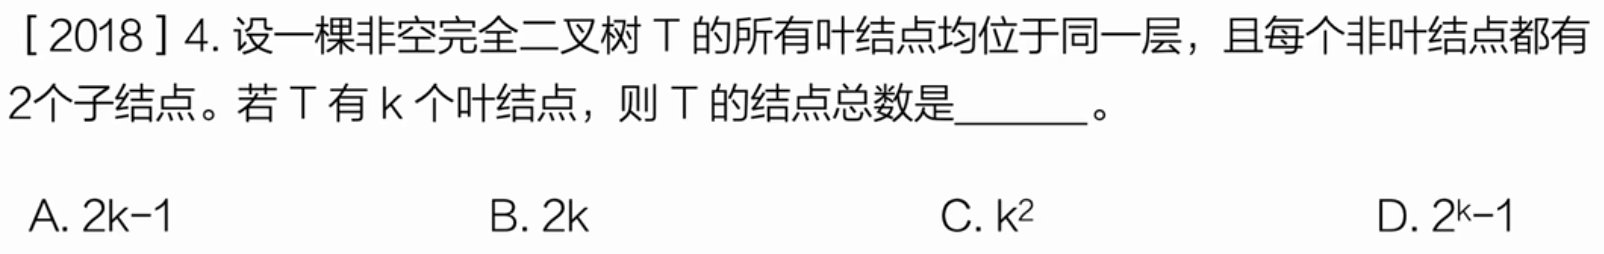 [ 2018 ] 4. 设一棵非空完全二叉树 T 的所有叶结点均位于同一层，且每个非叶结点都有
2个子结点。若 T 有 k 个叶结点，则 T 的结点总数是______。
A. 2k-1 B. 2k C. k² D. 2ᵏ-1